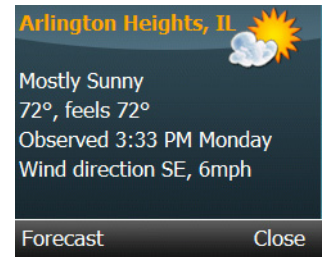 Arlington Heights, IL
Mostly Sunny
72°, feels 72°
Observed 3:33 PM Monday
Wind direction SE, 6mph
Forecast Close